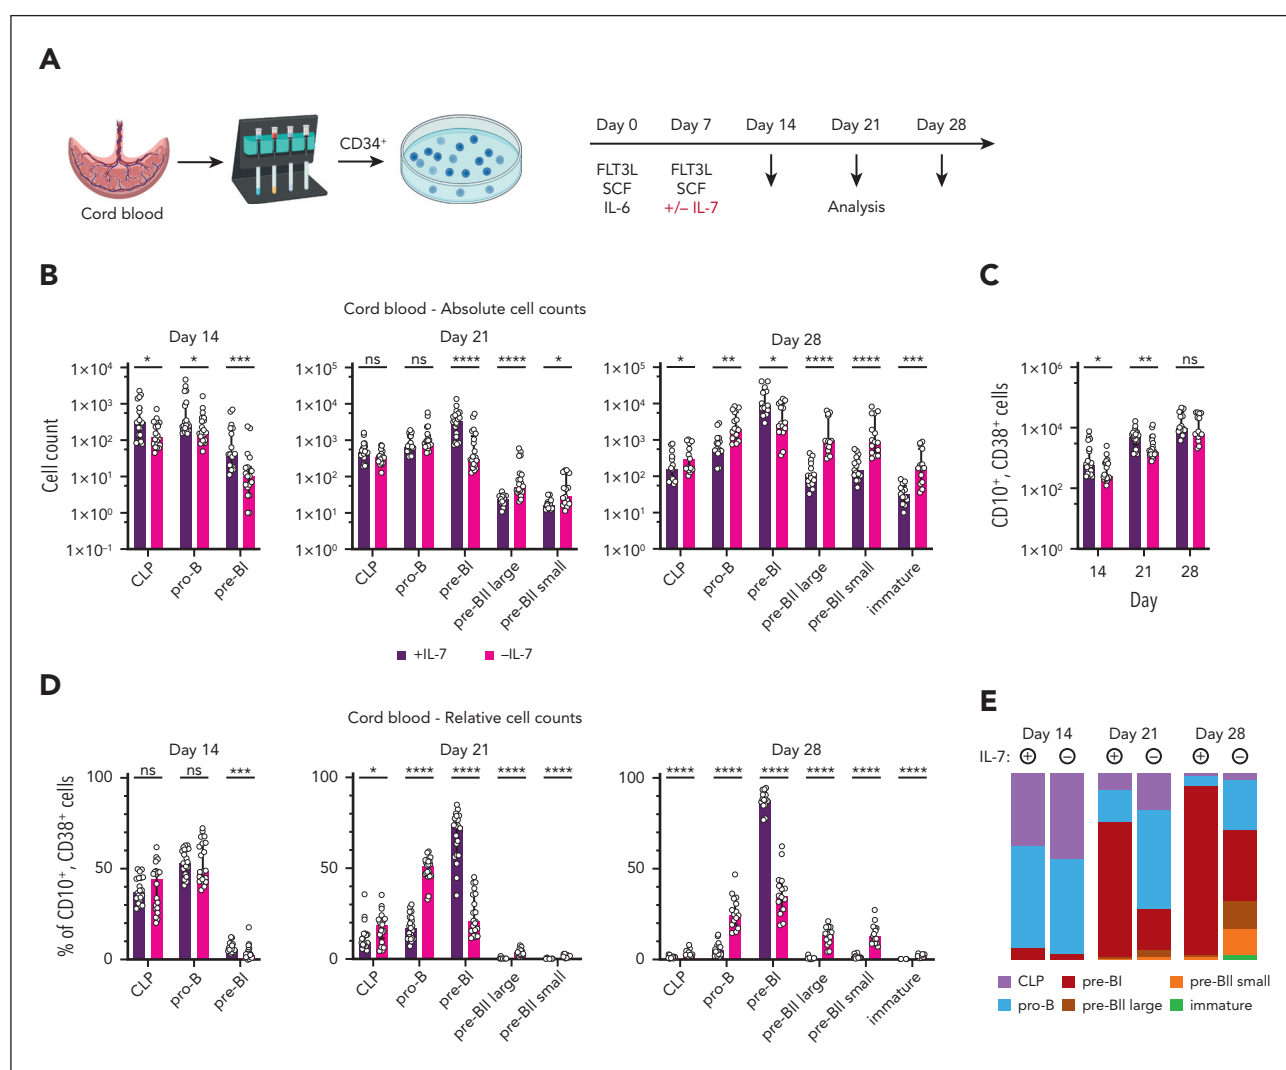 A
Cord blood
CD34+
Day 0 Day 7 Day 14 Day 21 Day 28
FLT3L FLT3L
SCF SCF
IL-6 +/– IL-7 Analysis
B
Cord blood - Absolute cell counts
Day 14
* * ***
Cell count
1×10⁴
1×10³
1×10²
1×10¹
1×10⁰
1×10⁻¹
CLP pro-B pre-BI
Day 21
ns ns **** **** *
1×10⁵
1×10⁴
1×10³
1×10²
1×10¹
1×10⁰
CLP pro-B pre-BI pre-BII large pre-BII small
Day 28
* ** * **** **** ***
1×10⁵
1×10⁴
1×10³
1×10²
1×10¹
1×10⁰
CLP pro-B pre-BI pre-BII large pre-BII small immature
+IL-7 –IL-7
C
* ** ns
CD10+, CD38+ cells
1×10⁶
1×10⁴
1×10²
1×10⁰
14 21 28
Day
D
Cord blood - Relative cell counts
Day 14
ns ns ***
% of CD10+, CD38+ cells
100
50
0
CLP pro-B pre-BI
Day 21
* **** **** **** ****
100
50
0
CLP pro-B pre-BI pre-BII large pre-BII small
Day 28
**** **** **** **** **** ****
100
50
0
CLP pro-B pre-BI pre-BII large pre-BII small immature
E
Day 14 Day 21 Day 28
IL-7: + – + – + –
CLP pre-BI pre-BII small
pro-B pre-BII large immature